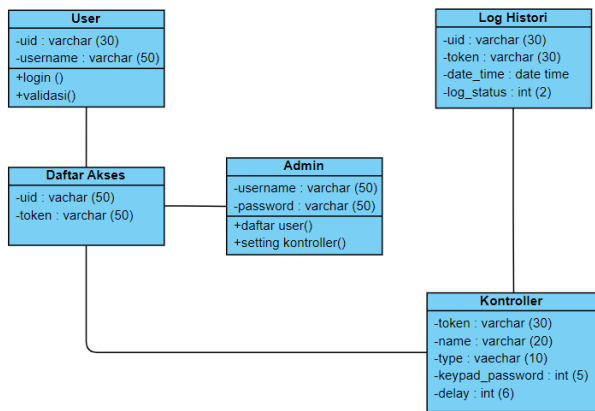 User
-uid : varchar (30)
-username : varchar (50)
+login ()
+validasi()
Log Histori
-uid : varchar (30)
-token : varchar (30)
-date_time : date time
-log_status : int (2)
Daftar Akses
-uid : vachar (50)
-token : varchar (50)
Admin
-username : varchar (50)
-password : varchar (50)
+daftar user()
+setting kontroller()
Kontroller
-token : varchar (30)
-name : varchar (20)
-type : vaechar (10)
-keypad_password : int (5)
-delay : int (6)